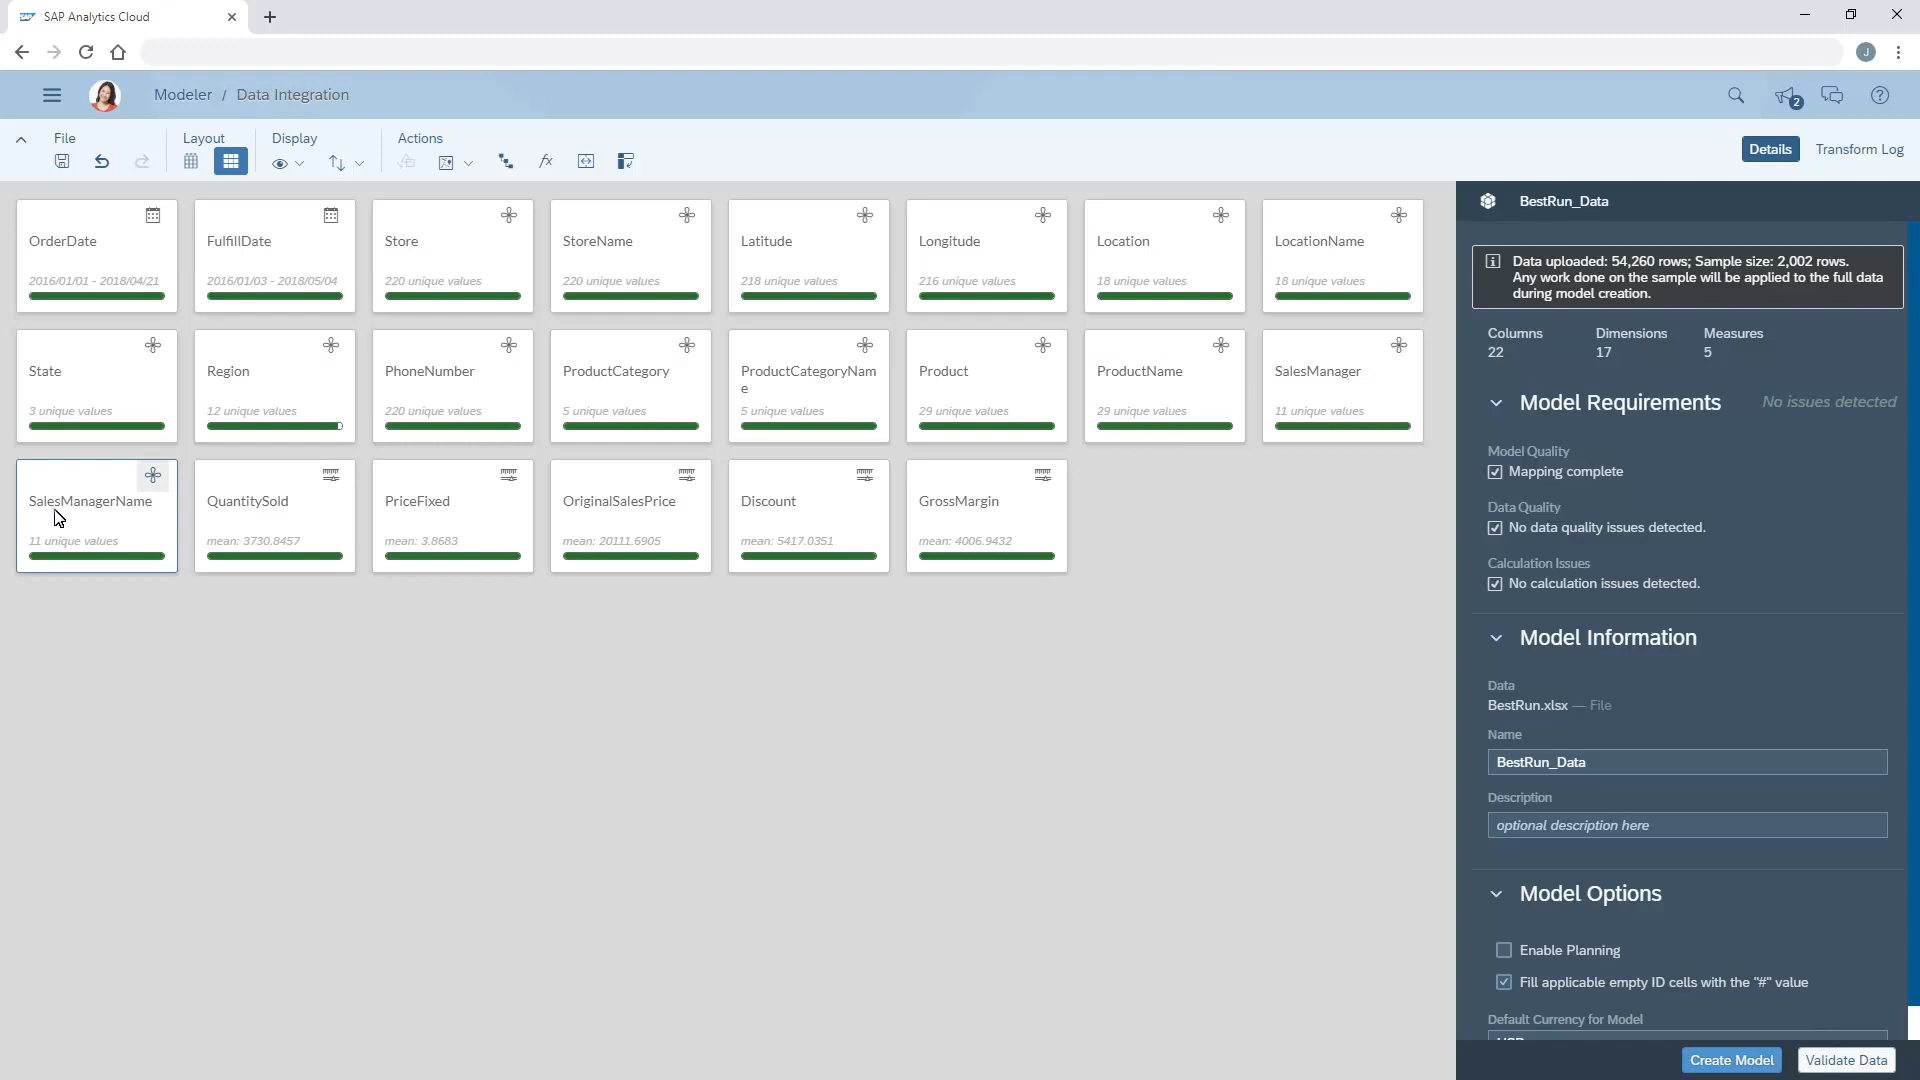 SAP Analytics Cloud
J
Modeler / Data Integration
2
File
Layout
Display
Actions
Details
Transform Log
OrderDate
2016/01/01 - 2018/04/21
FulfillDate
2016/01/03 - 2018/05/04
Store
220 unique values
StoreName
220 unique values
Latitude
218 unique values
Longitude
216 unique values
Location
18 unique values
LocationName
18 unique values
State
3 unique values
Region
12 unique values
PhoneNumber
220 unique values
ProductCategory
5 unique values
ProductCategoryNam
e
5 unique values
Product
29 unique values
ProductName
29 unique values
SalesManager
11 unique values
SalesManagerName
11 unique values
QuantitySold
mean: 3730.8457
PriceFixed
mean: 3.8683
OriginalSalesPrice
mean: 20111.6905
Discount
mean: 5417.0351
GrossMargin
mean: 4006.9432
BestRun_Data
Data uploaded: 54,260 rows; Sample size: 2,002 rows.
Any work done on the sample will be applied to the full data
during model creation.
Columns
22
Dimensions
17
Measures
5
Model Requirements
No issues detected
Model Quality
Mapping complete
Data Quality
No data quality issues detected.
Calculation Issues
No calculation issues detected.
Model Information
Data
BestRun.xlsx — File
Name
BestRun_Data
Description
optional description here
Model Options
Enable Planning
Fill applicable empty ID cells with the "#" value
Default Currency for Model
Create Model
Validate Data